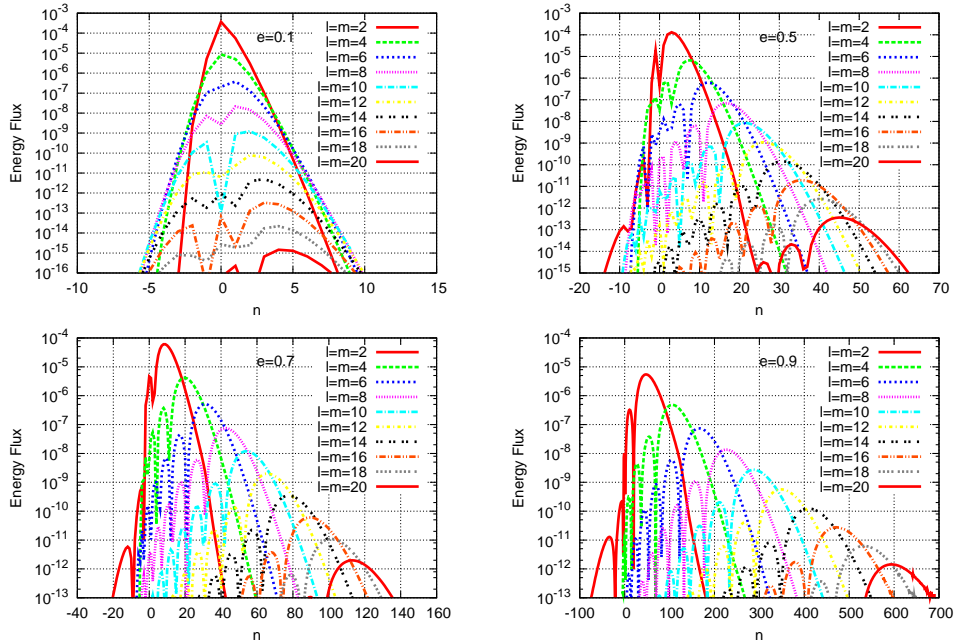 10^-3
10^-4
10^-5
10^-6
10^-7
10^-8
10^-9
10^-10
10^-11
10^-12
10^-13
10^-14
10^-15
10^-16
Energy Flux
e=0.1
l=m=2
l=m=4
l=m=6
l=m=8
l=m=10
l=m=12
l=m=14
l=m=16
l=m=18
l=m=20
-10 -5 0 5 10 15
n
10^-3
10^-4
10^-5
10^-6
10^-7
10^-8
10^-9
10^-10
10^-11
10^-12
10^-13
10^-14
10^-15
Energy Flux
e=0.5
l=m=2
l=m=4
l=m=6
l=m=8
l=m=10
l=m=12
l=m=14
l=m=16
l=m=18
l=m=20
-20 -10 0 10 20 30 40 50 60 70
n
10^-4
10^-5
10^-6
10^-7
10^-8
10^-9
10^-10
10^-11
10^-12
10^-13
Energy Flux
e=0.7
l=m=2
l=m=4
l=m=6
l=m=8
l=m=10
l=m=12
l=m=14
l=m=16
l=m=18
l=m=20
-40 -20 0 20 40 60 80 100 120 140 160
n
10^-4
10^-5
10^-6
10^-7
10^-8
10^-9
10^-10
10^-11
10^-12
10^-13
Energy Flux
e=0.9
l=m=2
l=m=4
l=m=6
l=m=8
l=m=10
l=m=12
l=m=14
l=m=16
l=m=18
l=m=20
-100 0 100 200 300 400 500 600 700
n